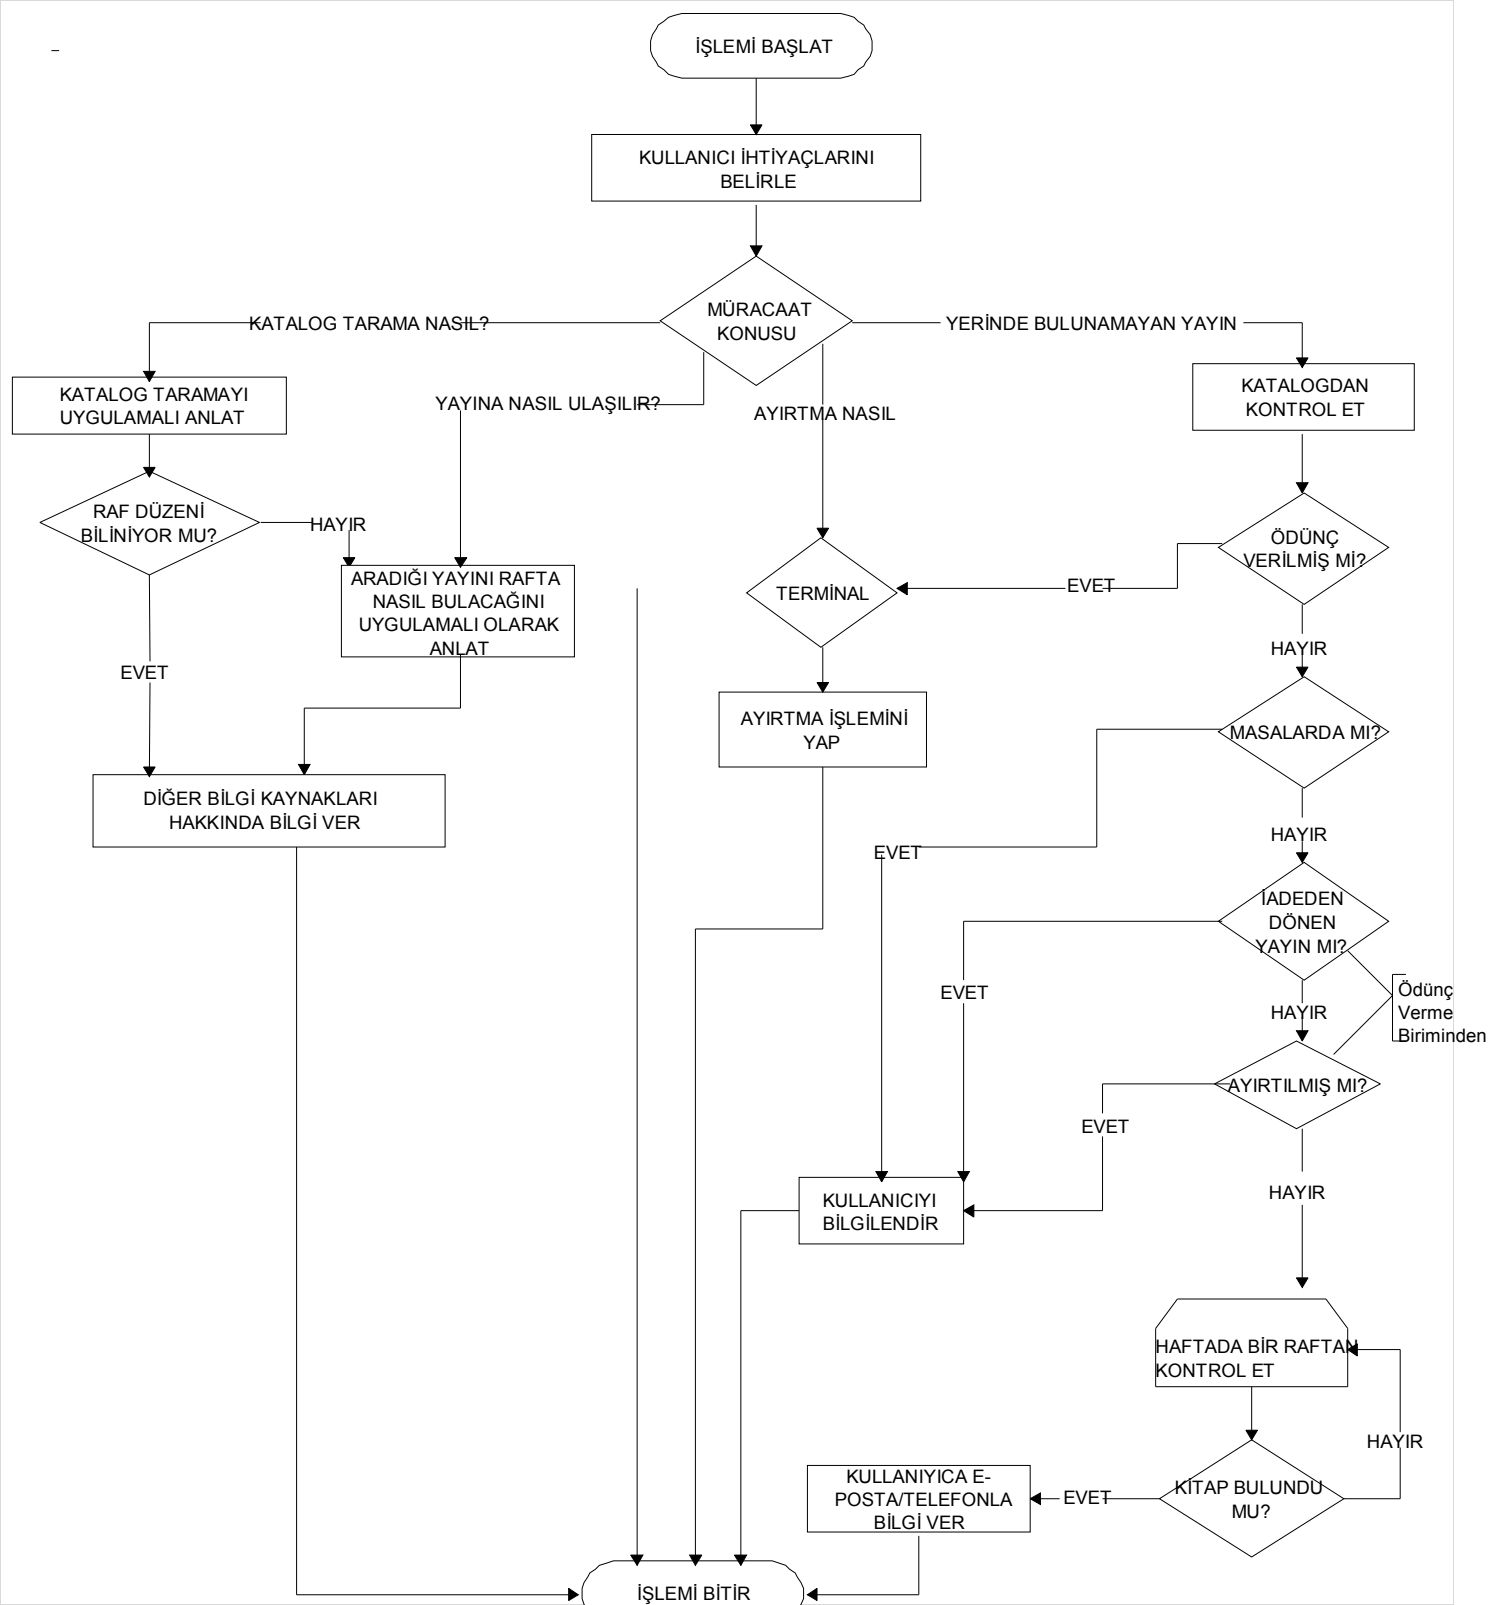 İŞLEMİ BAŞLAT
KULLANICI İHTİYAÇLARINI
BELİRLE
MÜRACAAT
KONUSU
KATALOG TARAMA NASIL?
YERİNDE BULUNAMAYAN YAYIN
KATALOG TARAMAYI
UYGULAMALI ANLAT
YAYINA NASIL ULAŞILIR?
AYIRTMA NASIL
KATALOGDAN
KONTROL ET
RAF DÜZENİ
BİLİNİYOR MU?
HAYIR
ÖDÜNÇ
VERİLMİŞ Mİ?
ARADIĞI YAYINI RAFTA
NASIL BULACAĞINI
UYGULAMALI OLARAK
ANLAT
TERMİNAL
EVET
HAYIR
EVET
AYIRTMA İŞLEMİNİ
YAP
MASALARDA MI?
DİĞER BİLGİ KAYNAKLARI
HAKKINDA BİLGİ VER
HAYIR
EVET
İADEDEN
DÖNEN
YAYIN MI?
EVET
HAYIR
Ödünç
Verme
Biriminden
AYIRTILMIŞ MI?
EVET
KULLANICIYI
BİLGİLENDİR
HAYIR
HAFTADA BİR RAFTAN
KONTROL ET
HAYIR
KULLANIYICA E-
POSTA/TELEFONLA
BİLGİ VER
EVET
KİTAP BULUNDU
MU?
İŞLEMİ BİTİR